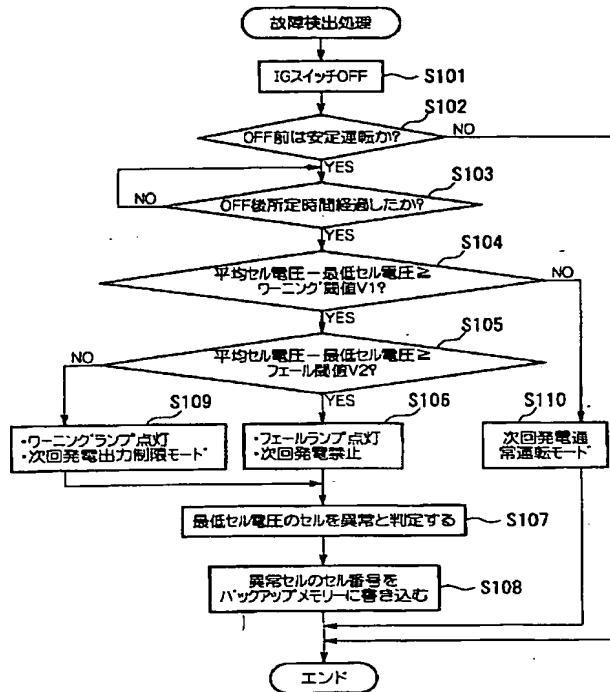 故障検出処理
IGスイッチOFF
S101
S102
OFF前は安定運転か?
NO
YES
S103
NO
OFF後所定時間経過したか?
YES
S104
平均セル電圧－最低セル電圧≧
ワーニング閾値V1?
NO
YES
S105
NO
平均セル電圧－最低セル電圧≧
フェール閾値V2?
YES
S109
・ワーニングランプ点灯
・次回発電出力制限モード
S106
・フェールランプ点灯
・次回発電禁止
S110
次回発電通
常運転モード
最低セル電圧のセルを異常と判定する
S107
異常セルのセル番号を
バックアップメモリーに書き込む
S108
エンド